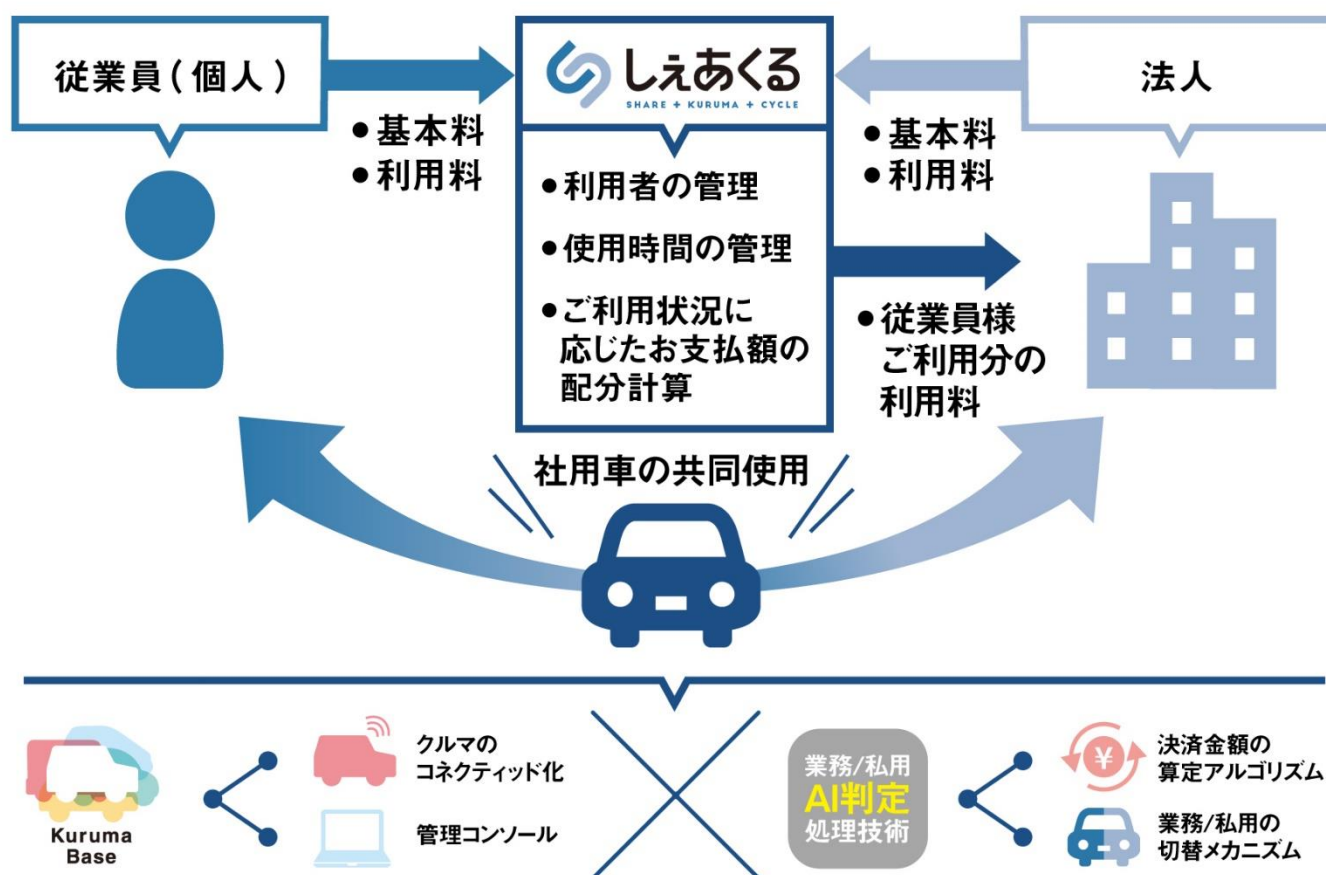 従業員(個人)
しぇあくる
SHARE + KURUMA + CYCLE
法人
●基本料
●利用料
●基本料
●利用料
●利用者の管理
●使用時間の管理
●ご利用状況に
応じたお支払額の
配分計算
●従業員様
ご利用分の
利用料
社用車の共同使用
Kuruma
Base
クルマの
コネクティッド化
管理コンソール
業務/私用
AI判定
処理技術
¥
決済金額の
算定アルゴリズム
業務/私用の
切替メカニズム